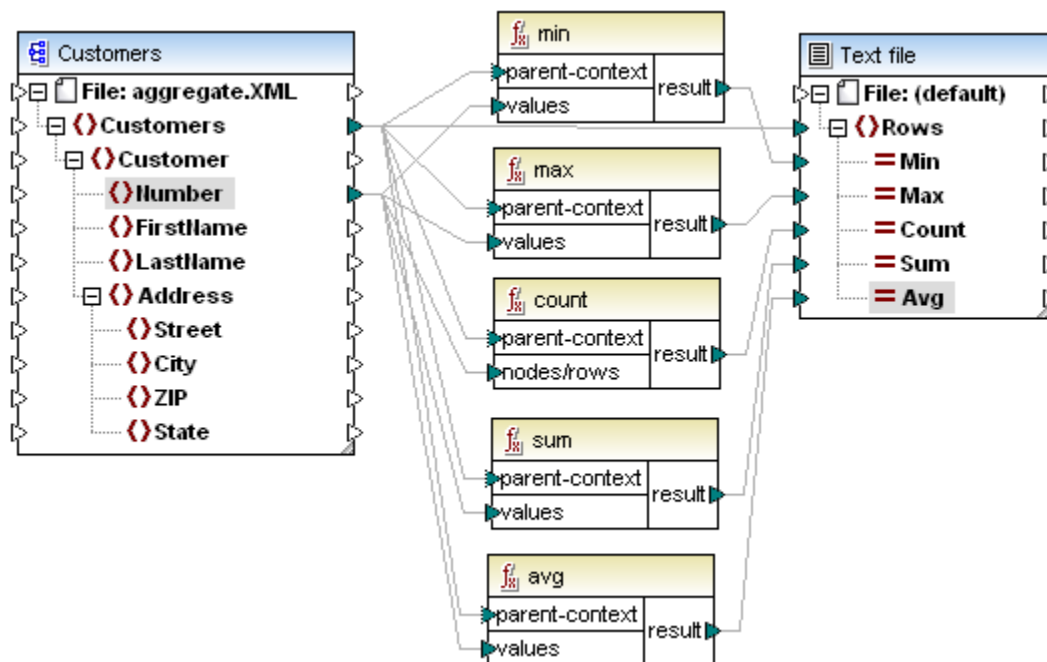 Customers
File: aggregate.XML
Customers
Customer
Number
FirstName
LastName
Address
Street
City
ZIP
State
min
parent-context
values
result
max
parent-context
values
result
count
parent-context
nodes/rows
result
sum
parent-context
values
result
avg
parent-context
values
result
Text file
File: (default)
Rows
Min
Max
Count
Sum
Avg